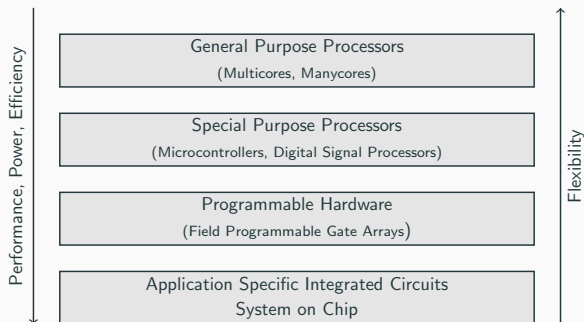 Performance, Power, Efficiency
General Purpose Processors
(Multicores, Manycores)
Special Purpose Processors
(Microcontrollers, Digital Signal Processors)
Programmable Hardware
(Field Programmable Gate Arrays)
Application Specific Integrated Circuits
System on Chip
Flexibility